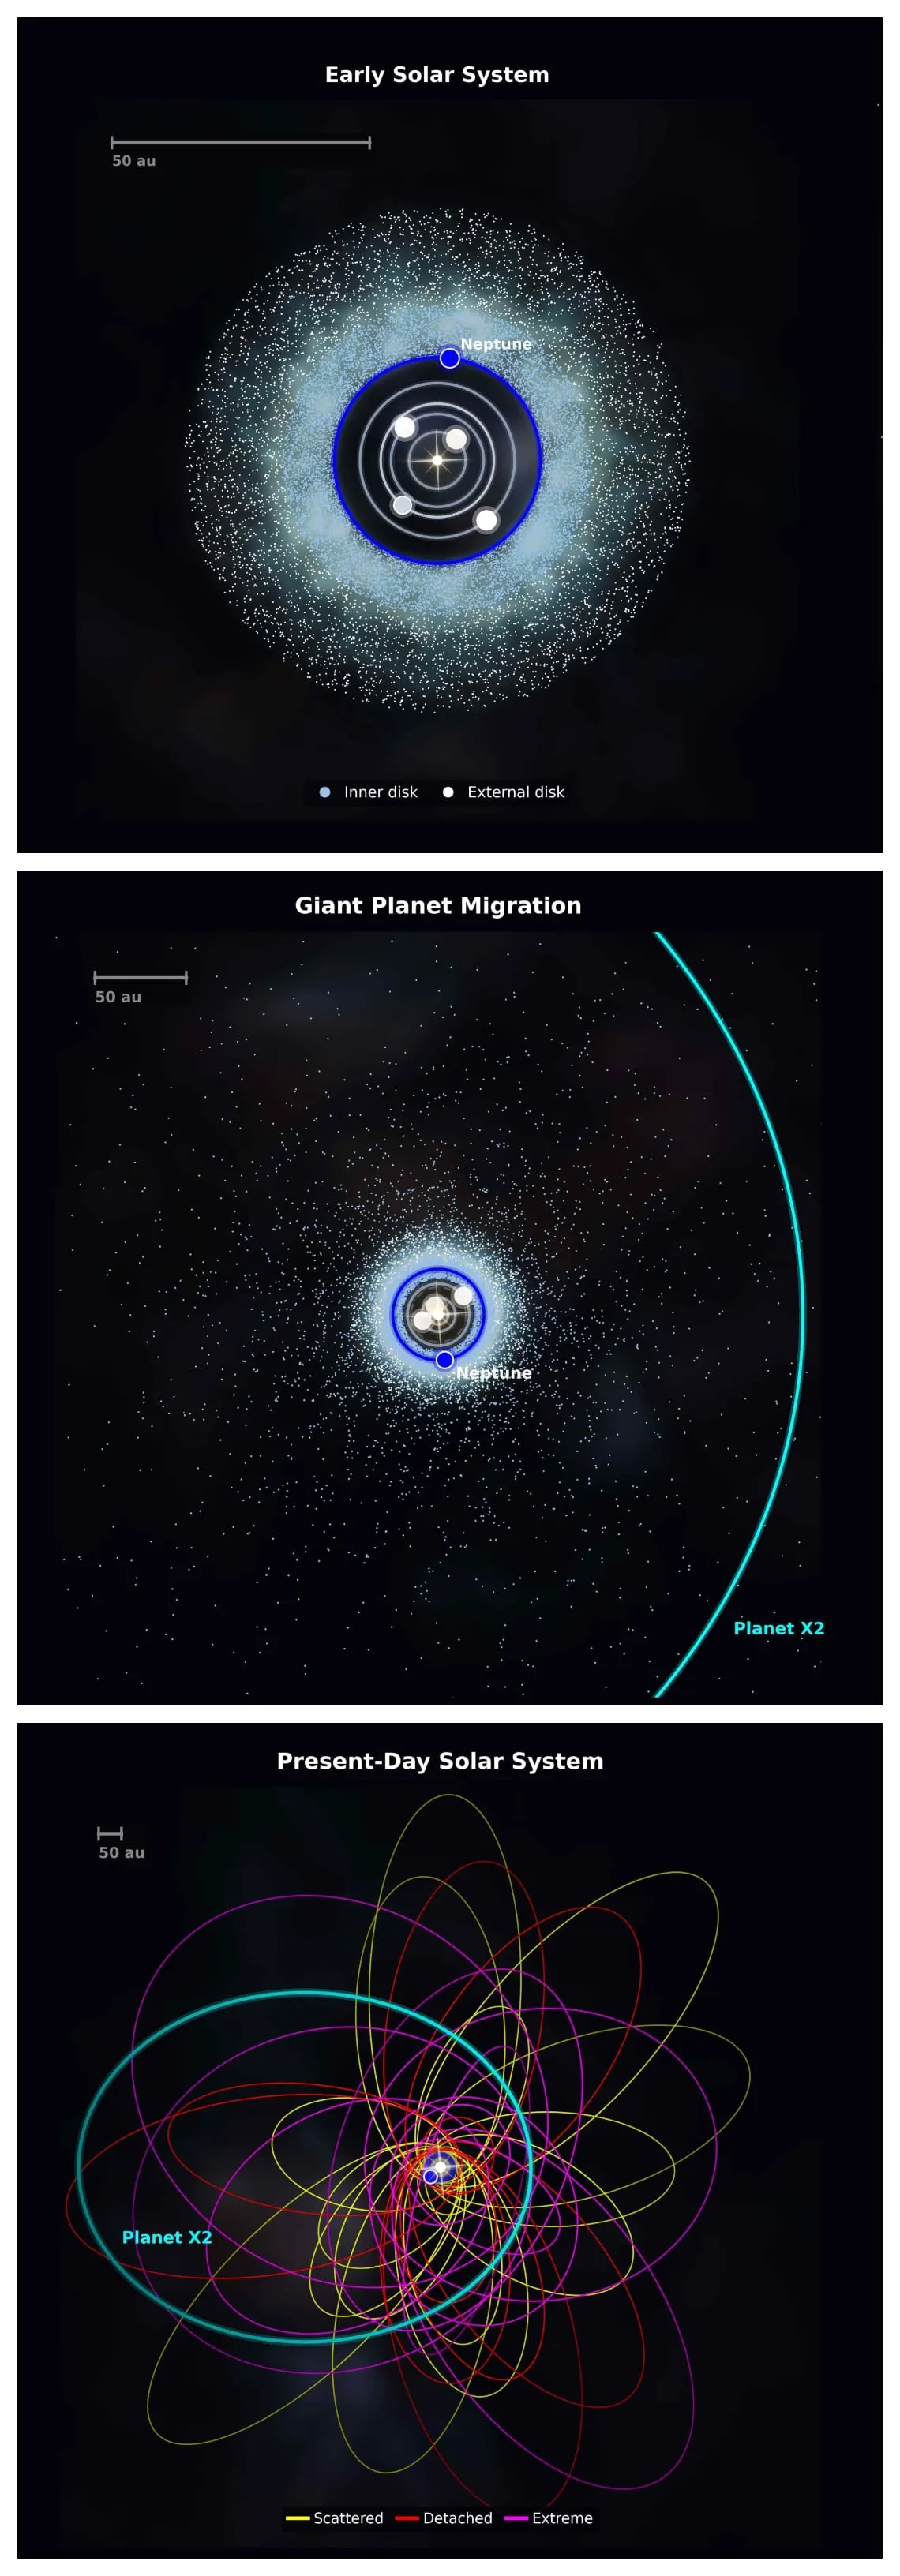 Early Solar System
50 au
Neptune
Inner disk
External disk
Giant Planet Migration
50 au
Neptune
Planet X2
Present-Day Solar System
50 au
Planet X2
Scattered
Detached
Extreme